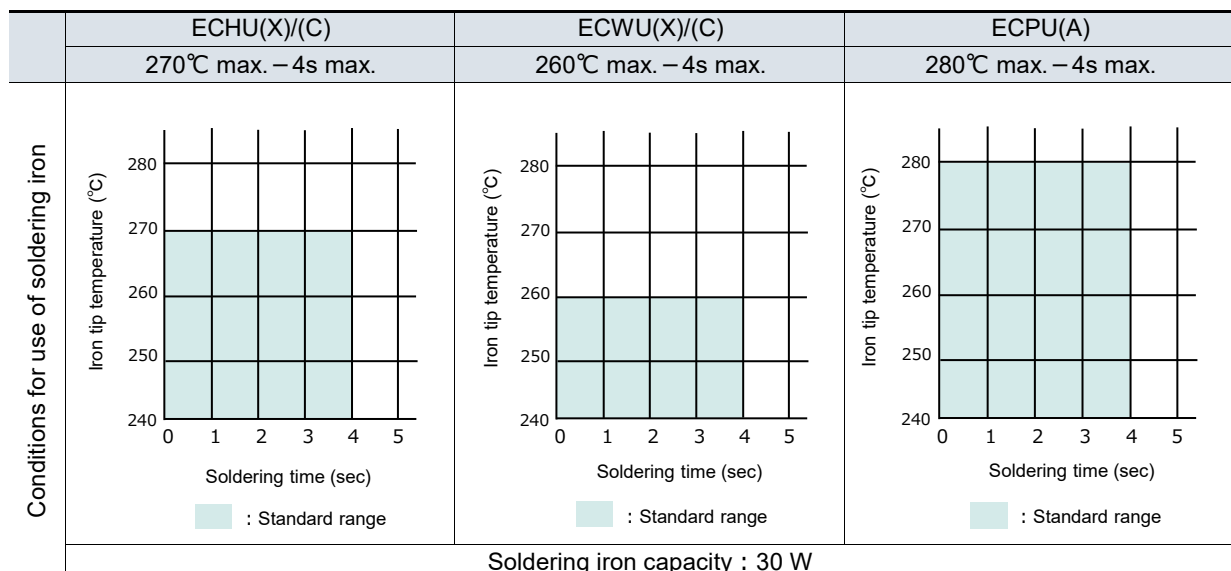 ECHU(X)/(C) ECWU(X)/(C) ECPU(A)
270℃ max.－4s max. 260℃ max.－4s max. 280℃ max.－4s max.
Conditions for use of soldering iron
Iron tip temperature (℃)
280
270
260
250
240
0 1 2 3 4 5
Soldering time (sec)
: Standard range
Iron tip temperature (℃)
280
270
260
250
240
0 1 2 3 4 5
Soldering time (sec)
: Standard range
Iron tip temperature (℃)
280
270
260
250
240
0 1 2 3 4 5
Soldering time (sec)
: Standard range
Soldering iron capacity : 30 W